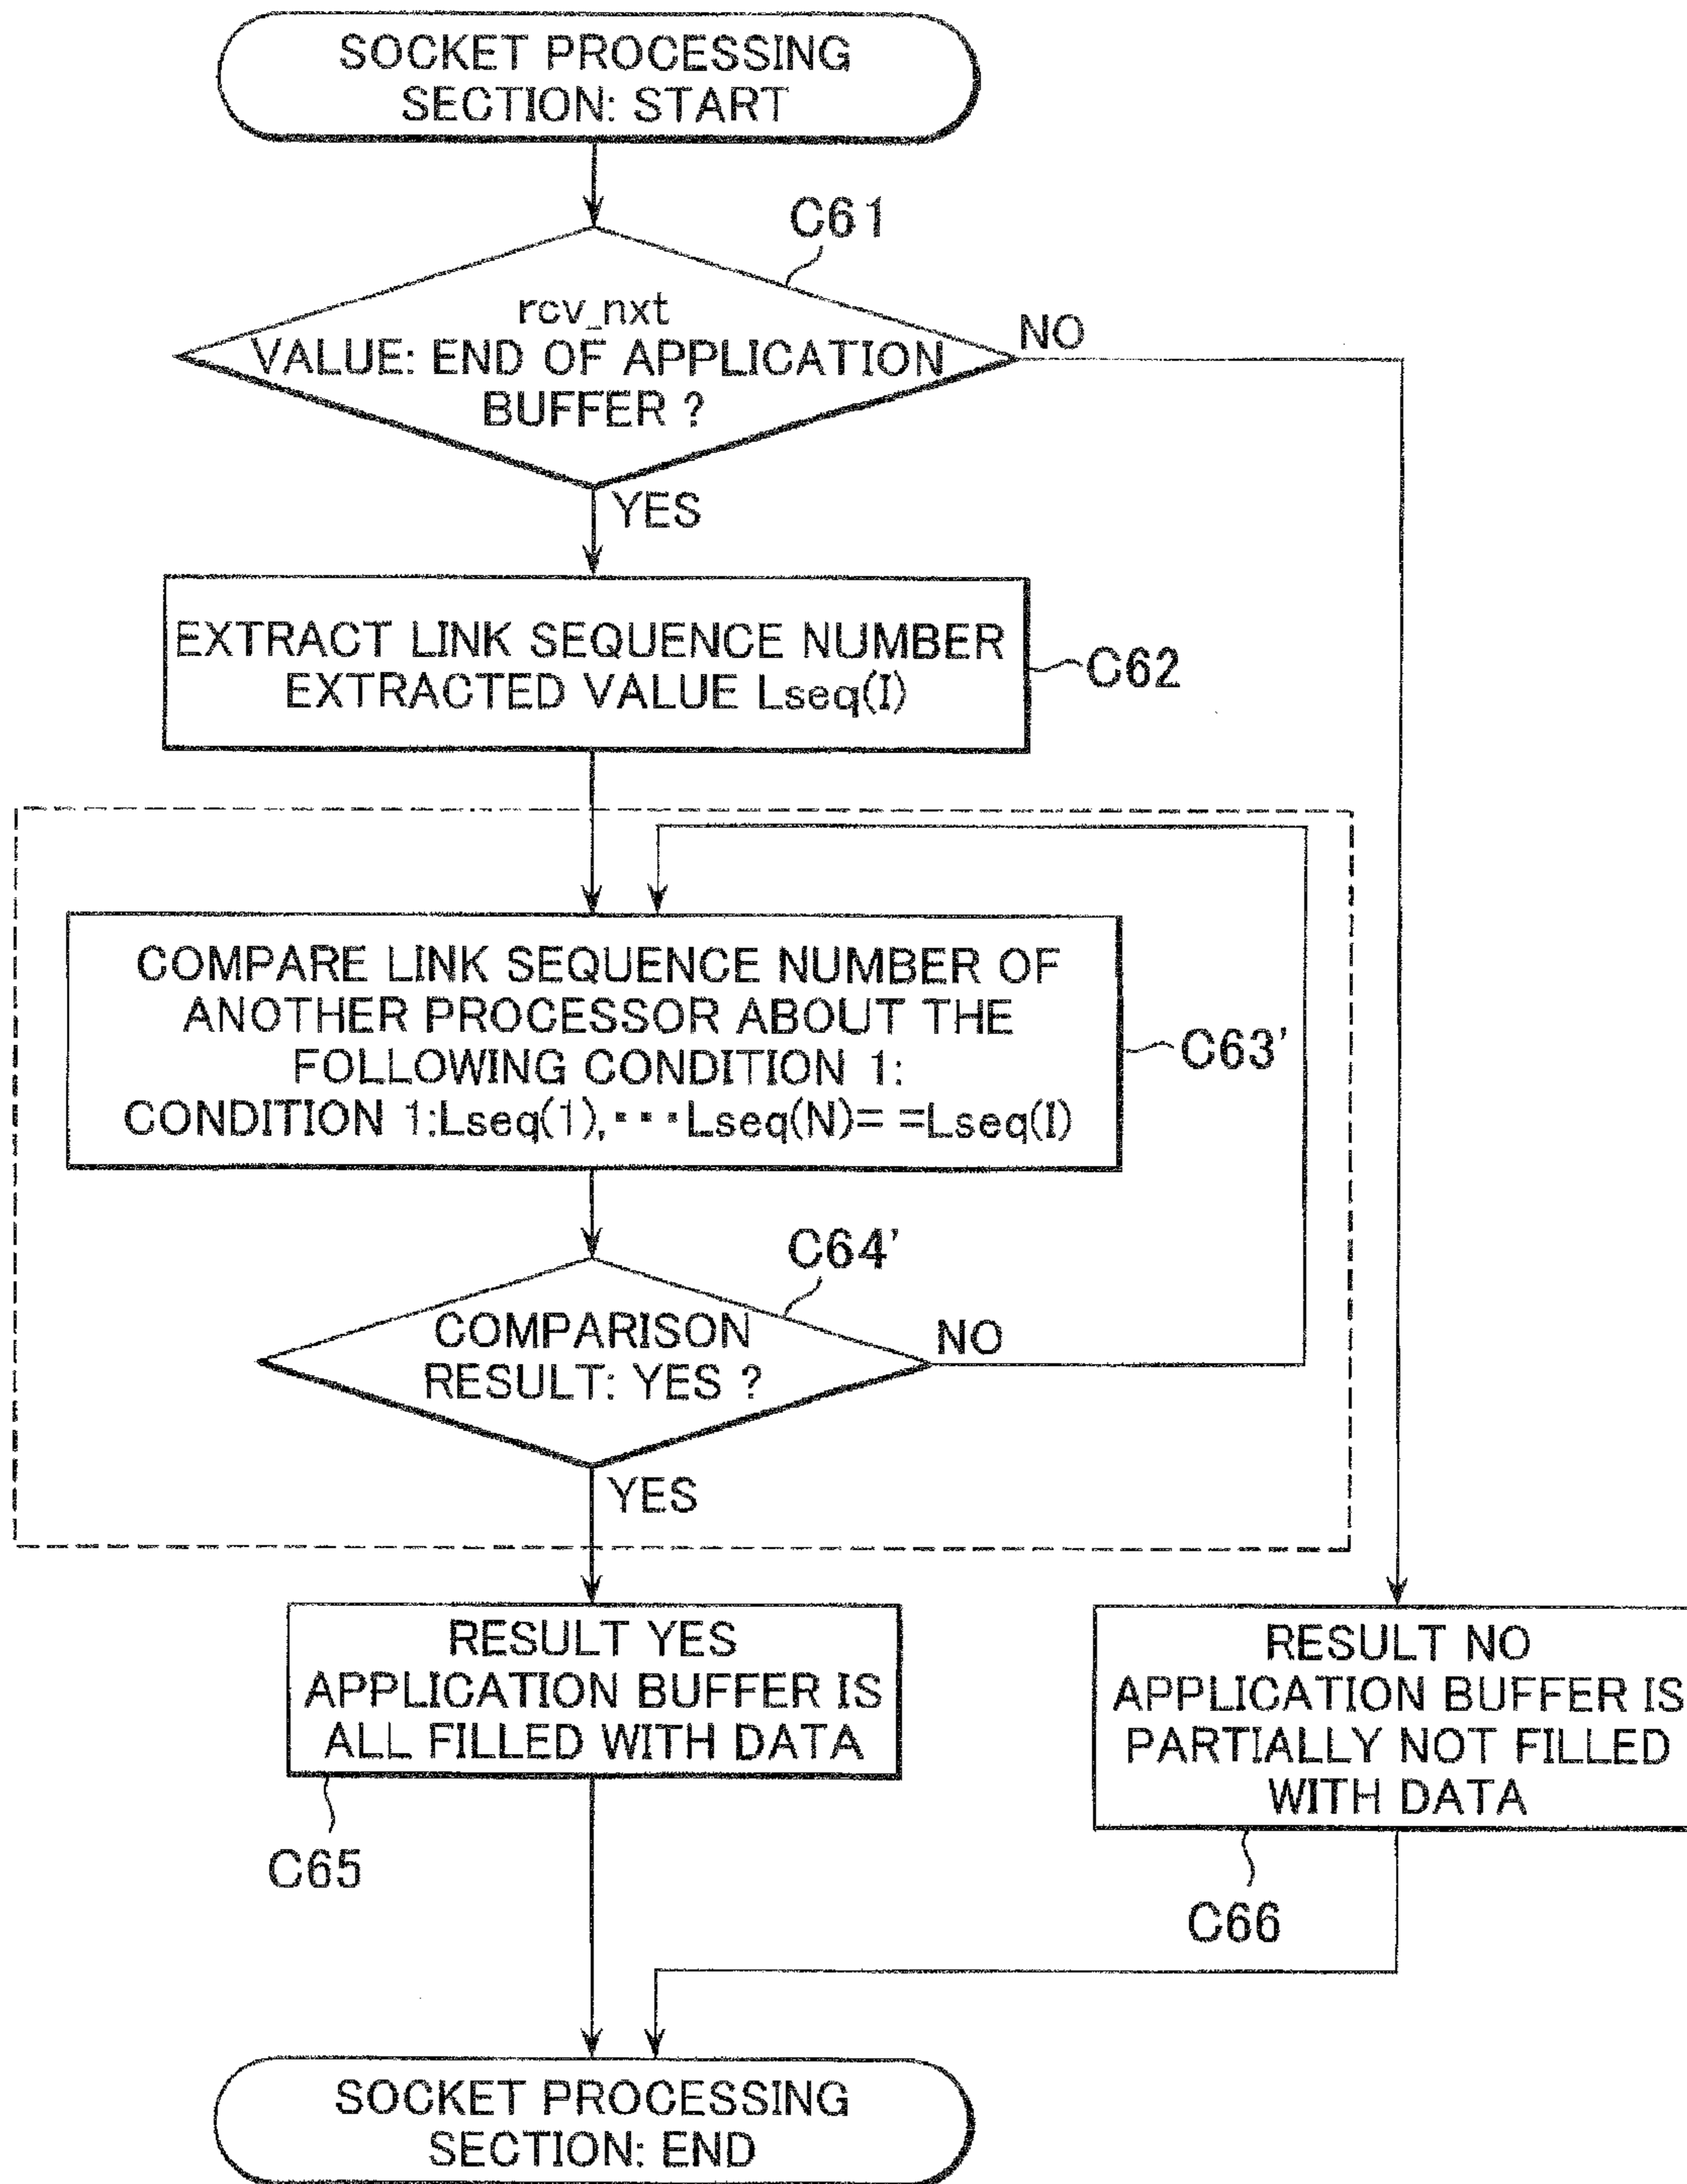 SOCKET PROCESSING
SECTION: START
C61
rcv_nxt
VALUE: END OF APPLICATION
BUFFER ?
NO
YES
EXTRACT LINK SEQUENCE NUMBER
EXTRACTED VALUE Lseq(I)
C62
COMPARE LINK SEQUENCE NUMBER OF
ANOTHER PROCESSOR ABOUT THE
FOLLOWING CONDITION 1:
CONDITION 1:Lseq(1),···Lseq(N)= =Lseq(I)
C63'
C64'
COMPARISON
RESULT: YES ?
NO
YES
RESULT YES
APPLICATION BUFFER IS
ALL FILLED WITH DATA
C65
RESULT NO
APPLICATION BUFFER IS
PARTIALLY NOT FILLED
WITH DATA
C66
SOCKET PROCESSING
SECTION: END